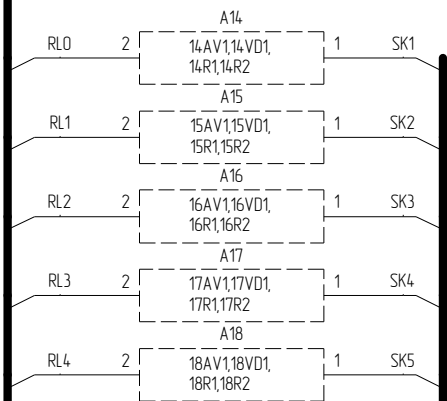 A14
RL0 2 14AV1,14VD1, 1 SK1
14R1,14R2
A15
RL1 2 15AV1,15VD1, 1 SK2
15R1,15R2
A16
RL2 2 16AV1,16VD1, 1 SK3
16R1,16R2
A17
RL3 2 17AV1,17VD1, 1 SK4
17R1,17R2
A18
RL4 2 18AV1,18VD1, 1 SK5
18R1,18R2